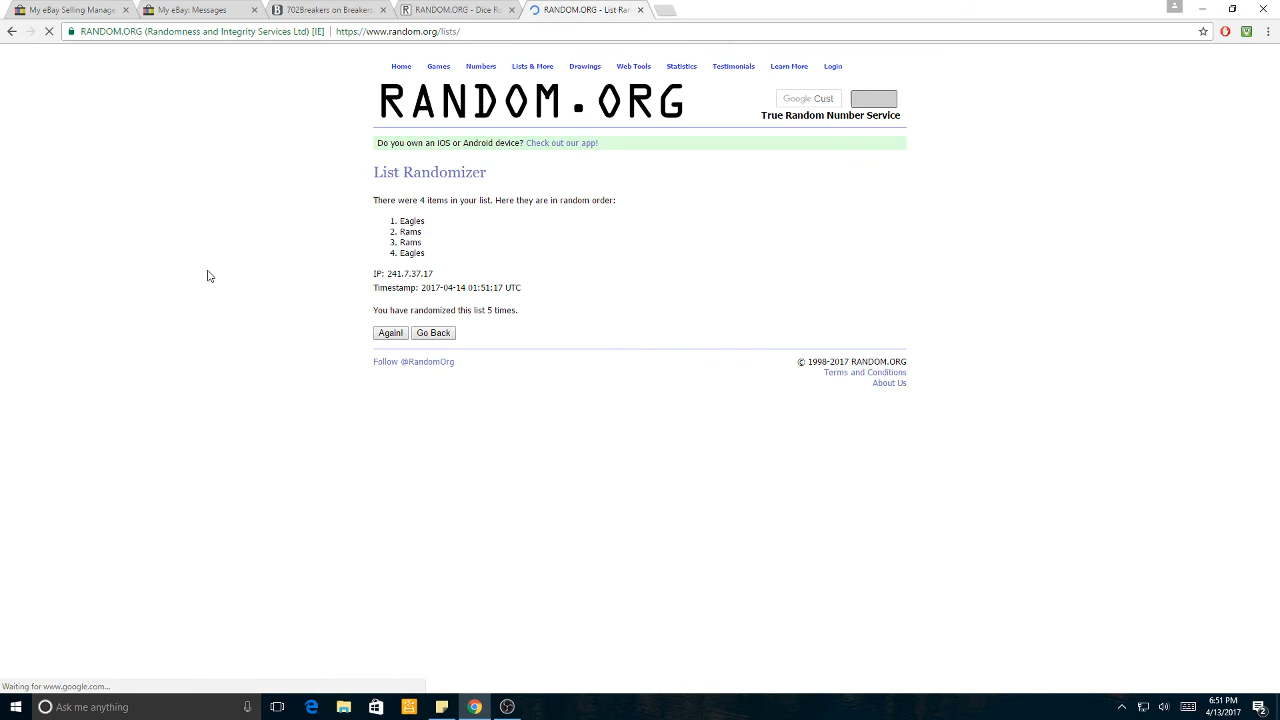 My eBay Selling Manage
My eBay: Messages
702Breakers on Breakers.
RANDOM.ORG - Dice Ro
RANDOM.ORG - List Ran
RANDOM.ORG (Randomness and Integrity Services Ltd) [IE]
https://www.random.org/lists/
Home Games Numbers Lists & More Drawings Web Tools Statistics Testimonials Learn More Login
RANDOM.ORG
Google Cust
True Random Number Service
Do you own an iOS or Android device? Check out our app!
List Randomizer
There were 4 items in your list. Here they are in random order:
1. Eagles
2. Rams
3. Rams
4. Eagles
IP: 241.7.37.17
Timestamp: 2017-04-14 01:51:17 UTC
You have randomized this list 5 times.
Again! Go Back
Follow @RandomOrg
© 1998-2017 RANDOM.ORG
Terms and Conditions
About Us
Waiting for www.google.com...
Ask me anything
6:51 PM
4/13/2017
2